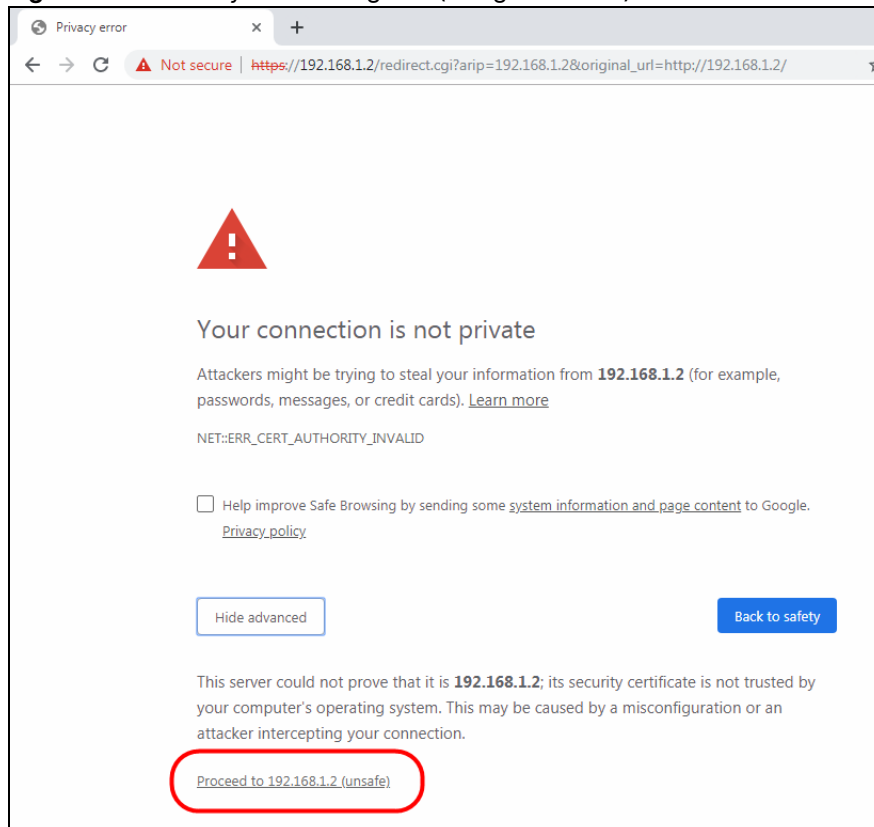 Privacy error
Not secure | https://192.168.1.2/redirect.cgi?arip=192.168.1.2&original_url=http://192.168.1.2/
Your connection is not private
Attackers might be trying to steal your information from 192.168.1.2 (for example,
passwords, messages, or credit cards). Learn more
NET::ERR_CERT_AUTHORITY_INVALID
Help improve Safe Browsing by sending some system information and page content to Google.
Privacy policy
Hide advanced
Back to safety
This server could not prove that it is 192.168.1.2; its security certificate is not trusted by
your computer's operating system. This may be caused by a misconfiguration or an
attacker intercepting your connection.
Proceed to 192.168.1.2 (unsafe)